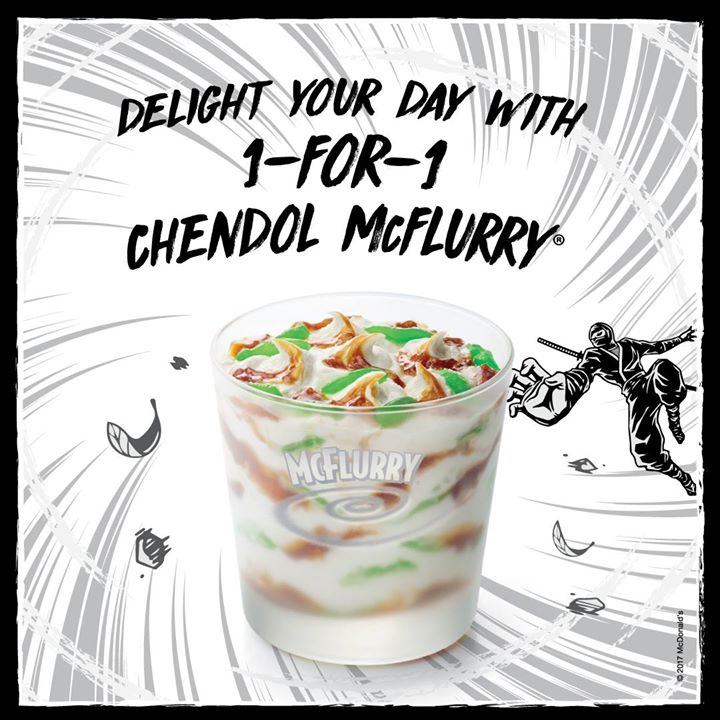 DELIGHT YOUR DAY WITH
1-FOR-1
CHENDOL McFLURRY®
McFLURRY
© 2017 McDonald's